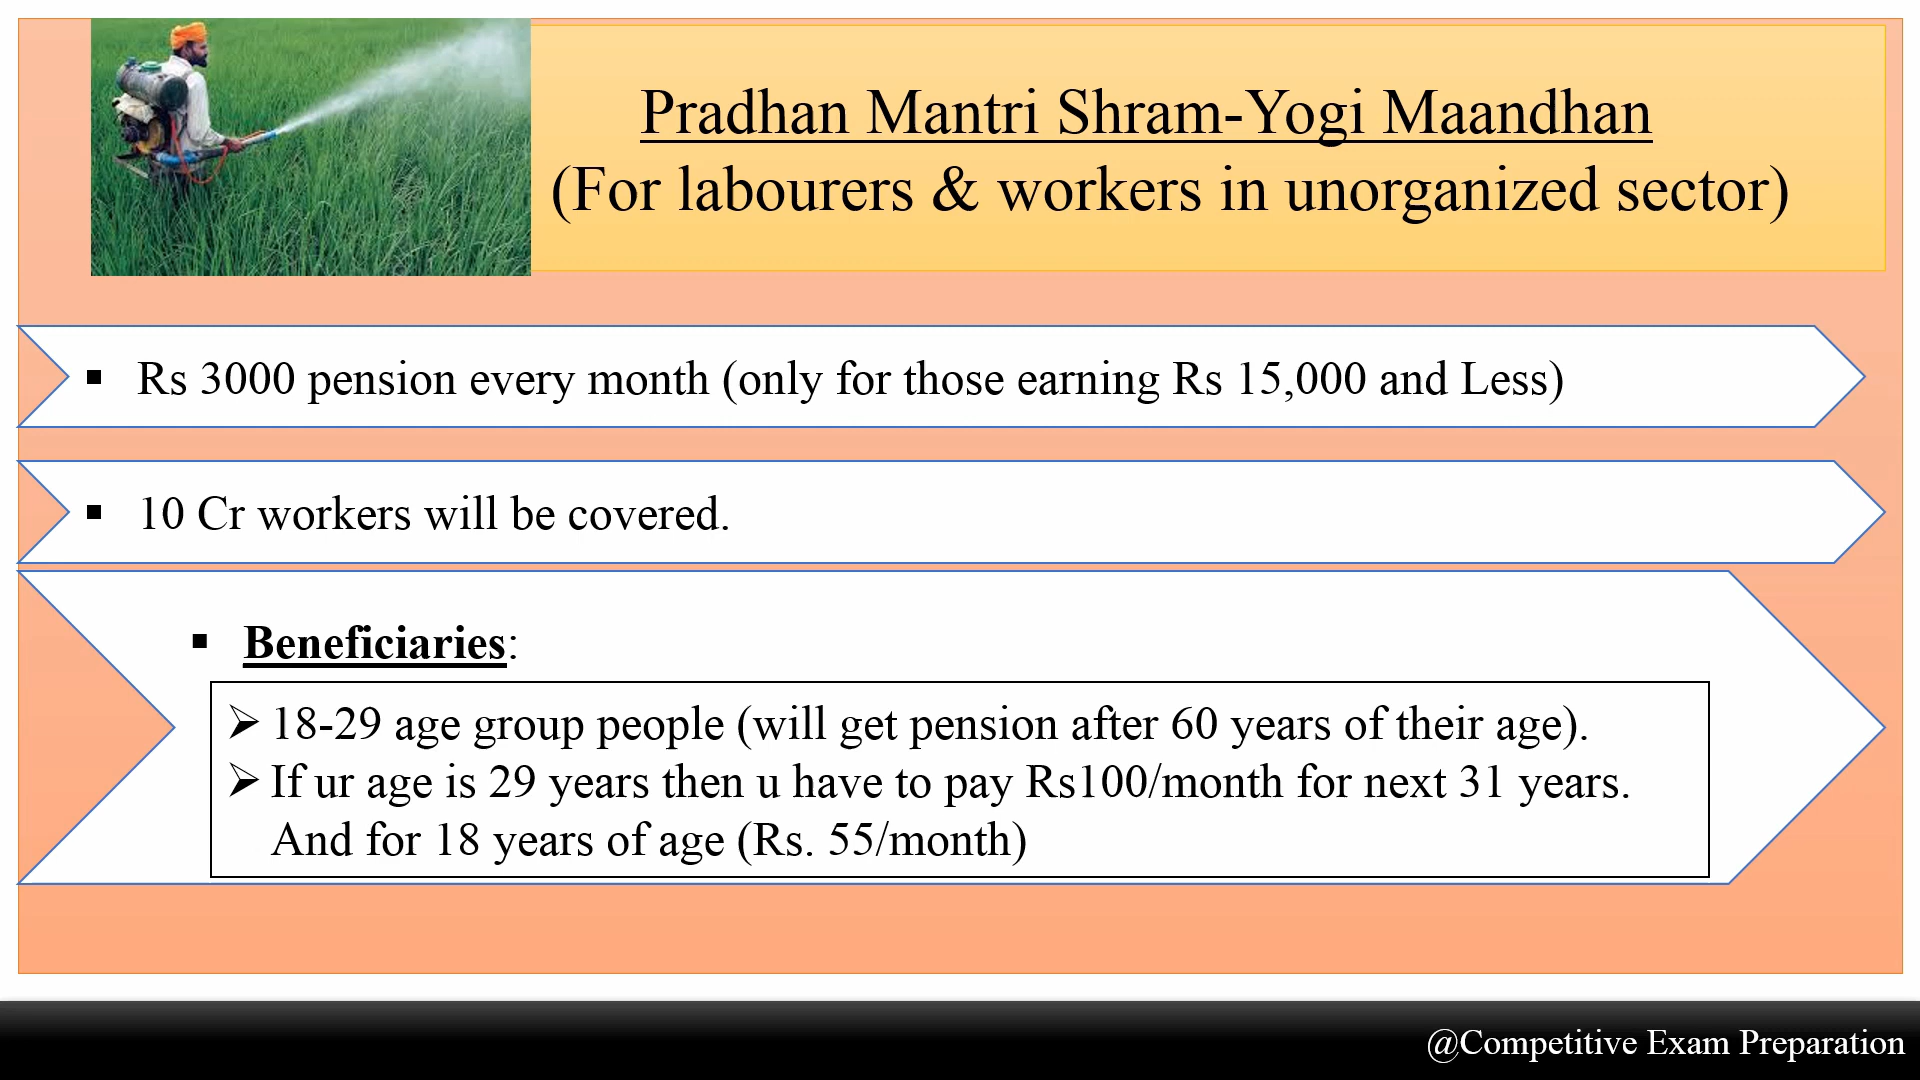 Pradhan Mantri Shram-Yogi Maandhan
(For labourers & workers in unorganized sector)
▪ Rs 3000 pension every month (only for those earning Rs 15,000 and Less)
▪ 10 Cr workers will be covered.
▪ Beneficiaries:
➢ 18-29 age group people (will get pension after 60 years of their age).
➢ If ur age is 29 years then u have to pay Rs100/month for next 31 years.
And for 18 years of age (Rs. 55/month)
@Competitive Exam Preparation